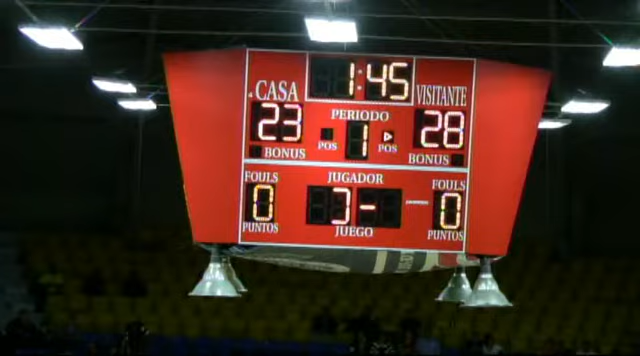 1:45
CASA VISITANTE
23 PERIODO 28
POS 1 POS
BONUS BONUS
FOULS JUGADOR FOULS
0 3- 0
PUNTOS JUEGO PUNTOS